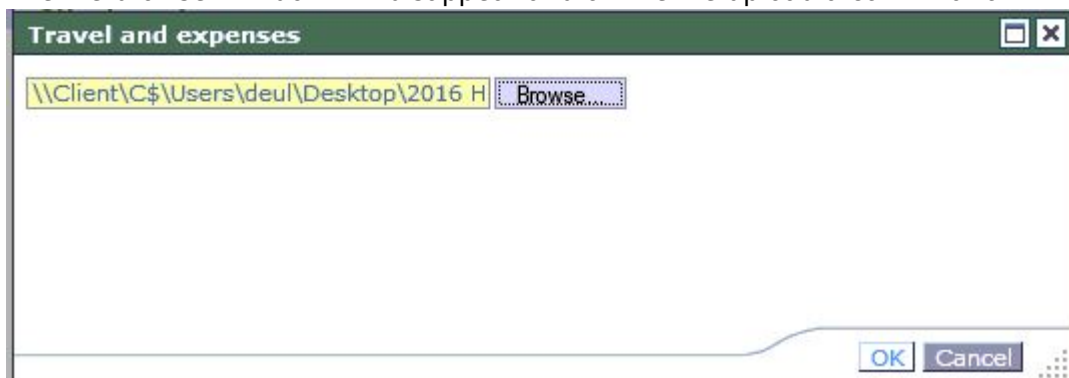 Travel and expenses
\\Client\C$\Users\deul\Desktop\2016 H
Browse...
OK Cancel